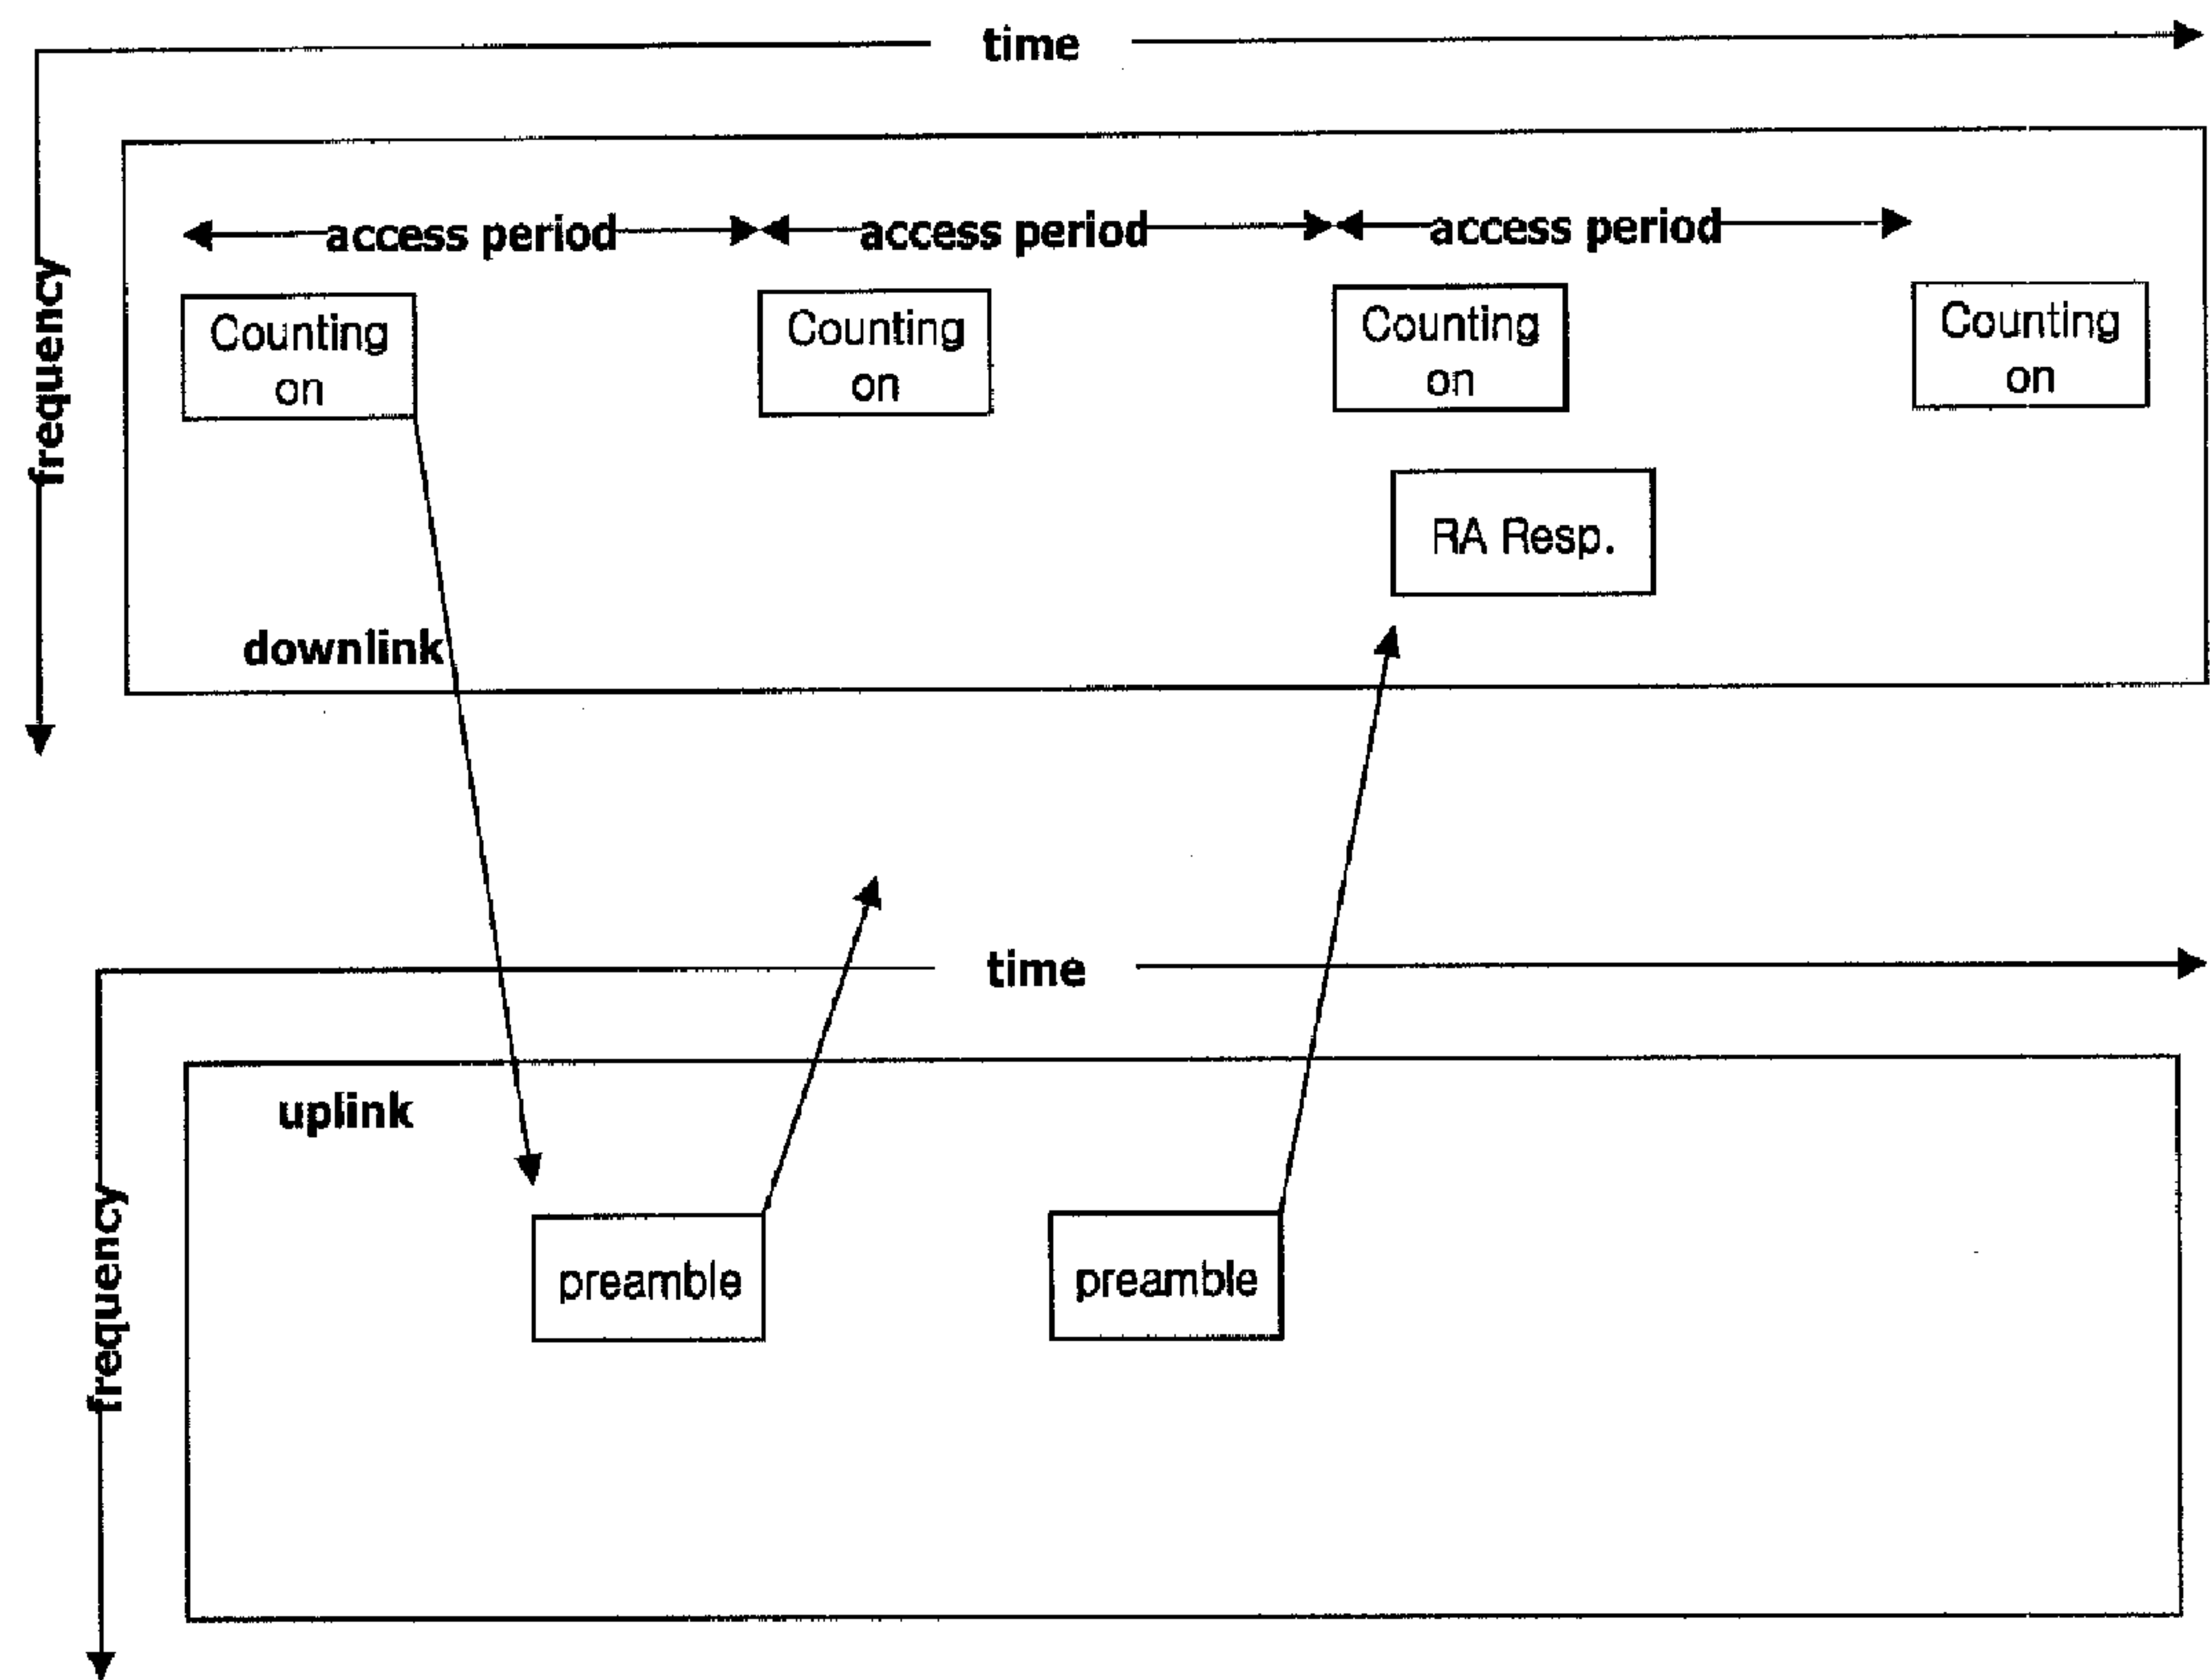 time
frequency
access period access period access period
Counting
on
Counting
on
Counting
on
Counting
on
RA Resp.
downlink
time
frequency
uplink
preamble
preamble